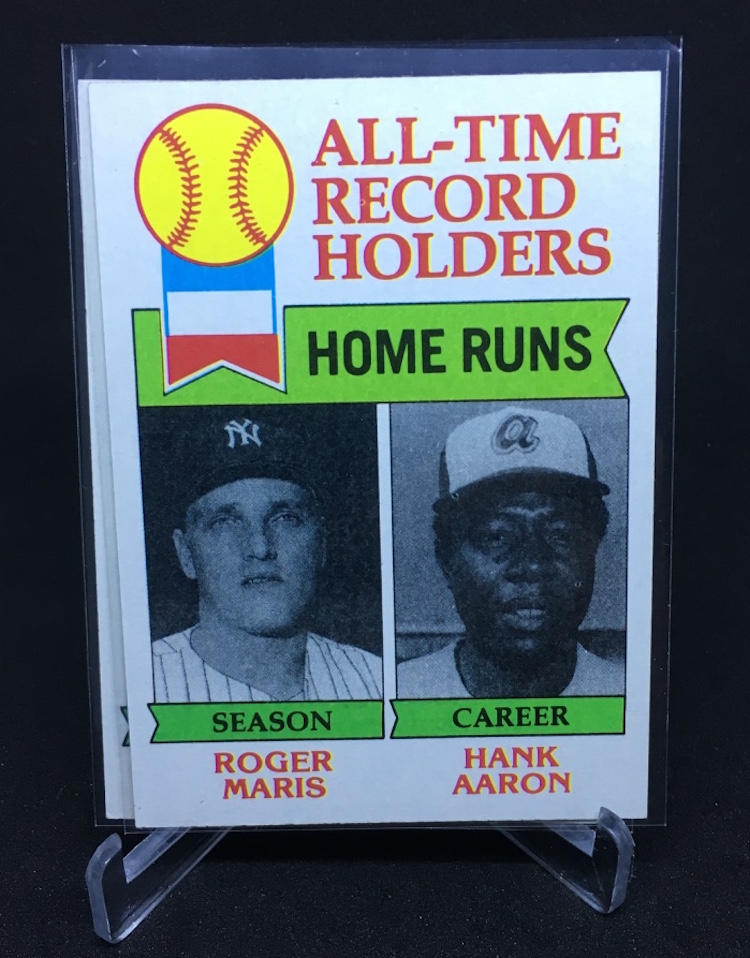 ALL-TIME
RECORD
HOLDERS
HOME RUNS
NY
a
SEASON
CAREER
ROGER
MARIS
HANK
AARON